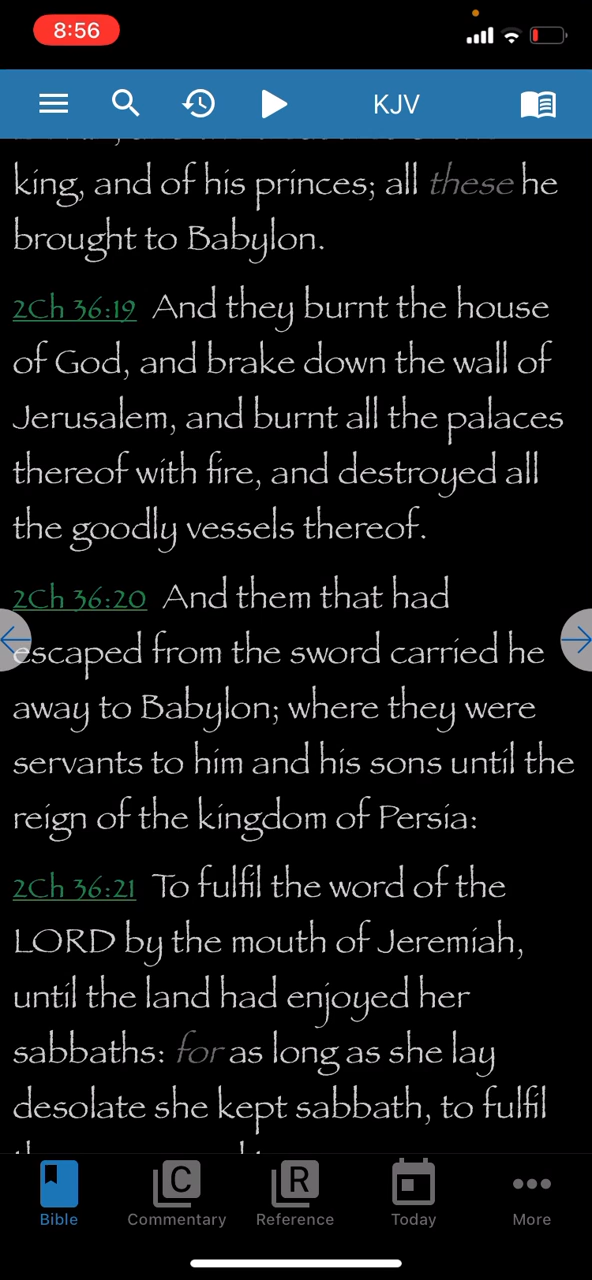 8:56
KJV
king, and of his princes; all these he
brought to Babylon.
2Ch 36:19 And they burnt the house
of God, and brake down the wall of
Jerusalem, and burnt all the palaces
thereof with fire, and destroyed all
the goodly vessels thereof.
2Ch 36:20 And them that had
escaped from the sword carried he
away to Babylon; where they were
servants to him and his sons until the
reign of the kingdom of Persia:
2Ch 36:21 To fulfil the word of the
LORD by the mouth of Jeremiah,
until the land had enjoyed her
sabbaths: for as long as she lay
desolate she kept sabbath, to fulfil
Bible Commentary Reference Today More